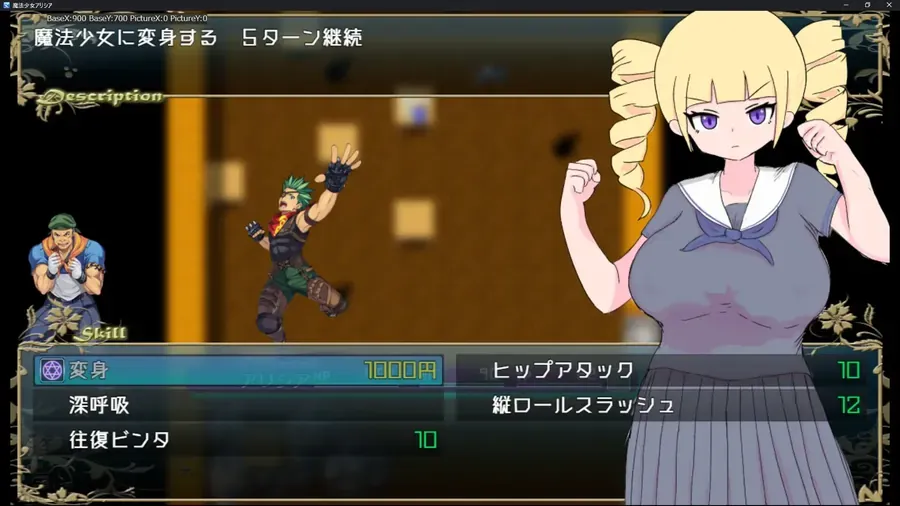 魔法少女アリシア
BaseX:900 BaseY:700 PictureX:0 PictureY:0
魔法少女に変身する 5ターン継続
Description
Skill
変身 1000円
ヒップアタック 10
深呼吸
縦ロールスラッシュ 12
往復ビンタ 10